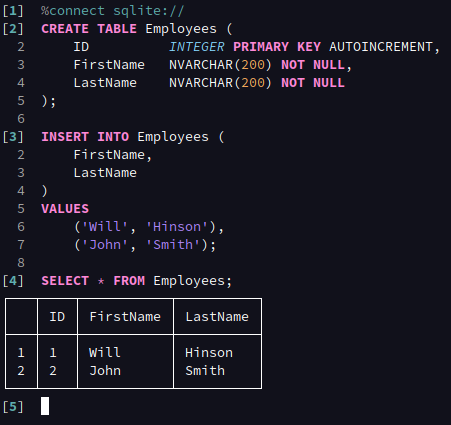 [1] %connect sqlite://
[2] CREATE TABLE Employees (
2 ID INTEGER PRIMARY KEY AUTOINCREMENT,
3 FirstName NVARCHAR(200) NOT NULL,
4 LastName NVARCHAR(200) NOT NULL
5 );
6
[3] INSERT INTO Employees (
2 FirstName,
3 LastName
4 )
5 VALUES
6 ('Will', 'Hinson'),
7 ('John', 'Smith');
8
[4] SELECT * FROM Employees;
ID FirstName LastName
1 1 Will Hinson
2 2 John Smith
[5]